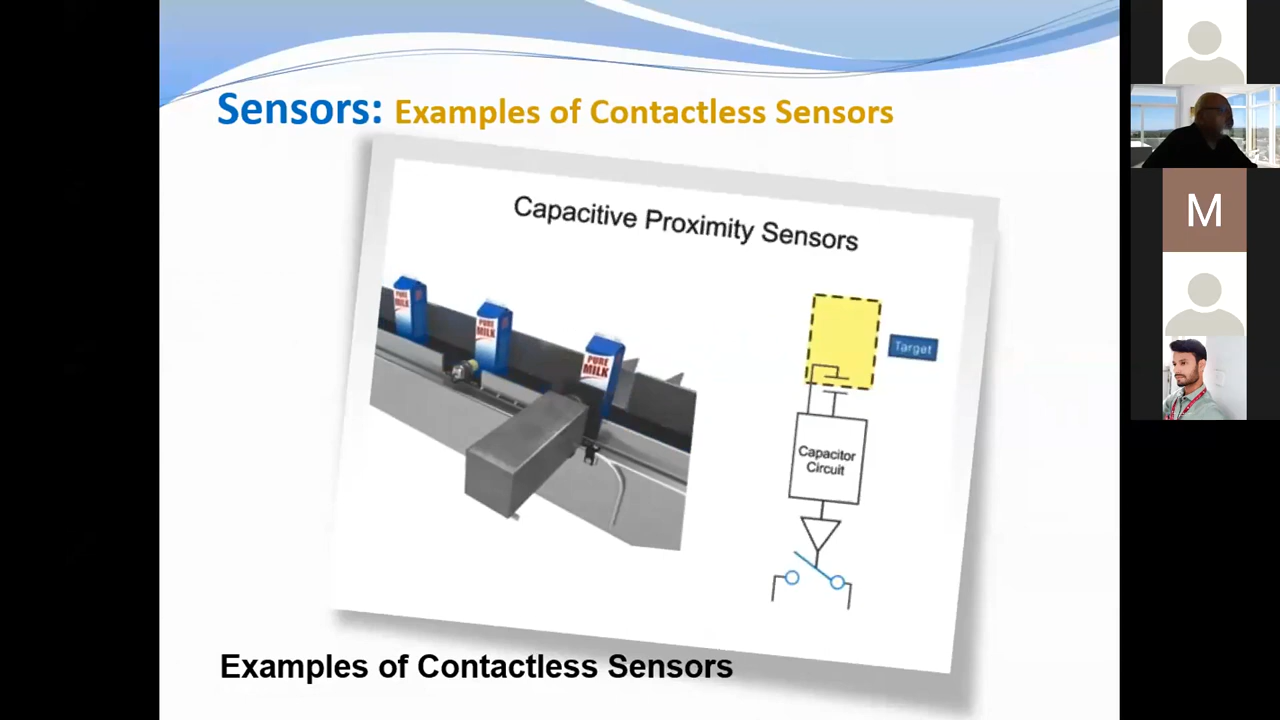 Sensors: Examples of Contactless Sensors
Capacitive Proximity Sensors
PURE
MILK
PURE
MILK
PURE
MILK
Target
Capacitor
Circuit
Examples of Contactless Sensors
M